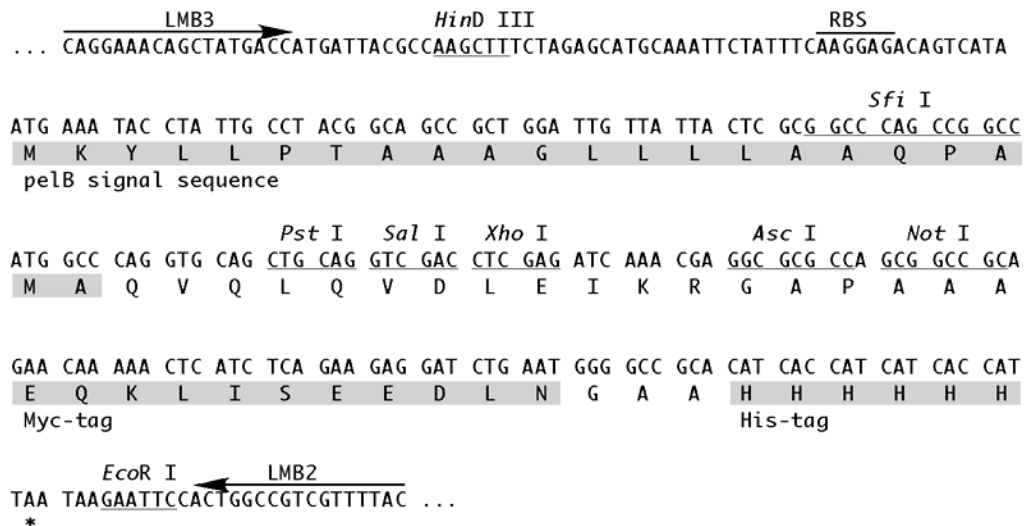 LMB3 HinD III RBS
... CAGGAAACAGCTATGACCATGATTACGCCAAGCTTTCTAGAGCATGCAAATTCTATTTCAAGGAGACAGTCATA
Sfi I
ATG AAA TAC CTA TTG CCT ACG GCA GCC GCT GGA TTG TTA TTA CTC GCG GCC CAG CCG GCC
M K Y L L P T A A A G L L L L A A Q P A
pelB signal sequence
Pst I Sal I Xho I Asc I Not I
ATG GCC CAG GTG CAG CTG CAG GTC GAC CTC GAG ATC AAA CGA GGC GCG CCA GCG GCC GCA
M A Q V Q L Q V D L E I K R G A P A A A
GAA CAA AAA CTC ATC TCA GAA GAG GAT CTG AAT GGG GCC GCA CAT CAC CAT CAT CAC CAT
E Q K L I S E E D L N G A A H H H H H H
Myc-tag His-tag
EcoR I LMB2
TAA TAAGAATTCCACTGGCCGTCGTTTTAC ...
*